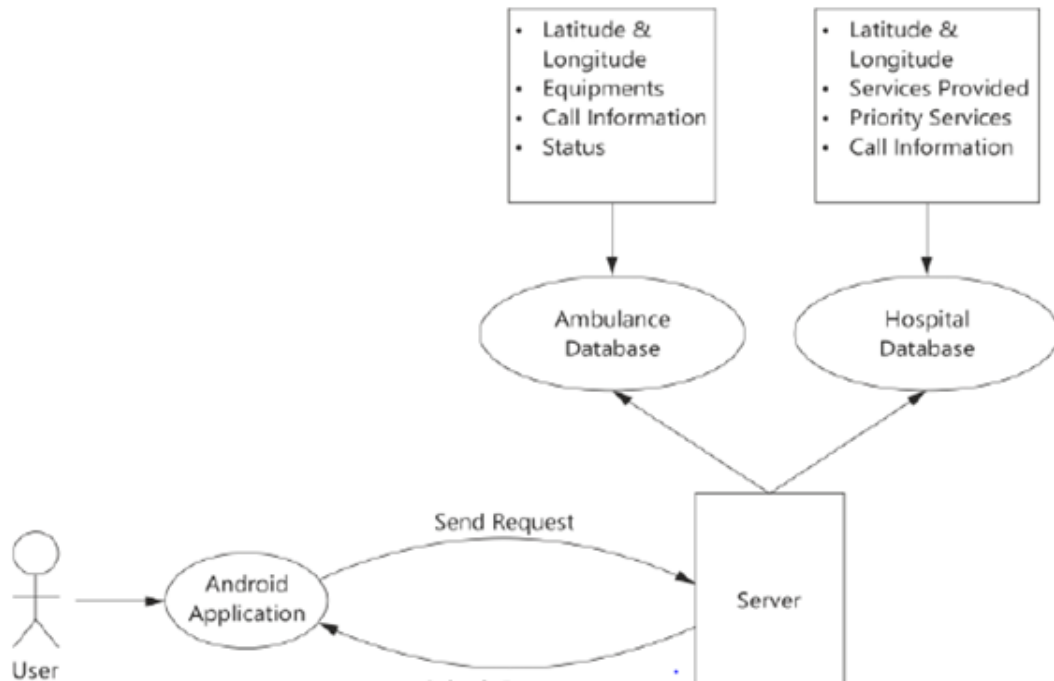 • Latitude &
Longitude
• Equipments
• Call Information
• Status
• Latitude &
Longitude
• Services Provided
• Priority Services
• Call Information
Ambulance
Database
Hospital
Database
Send Request
Android
Application
Server
User